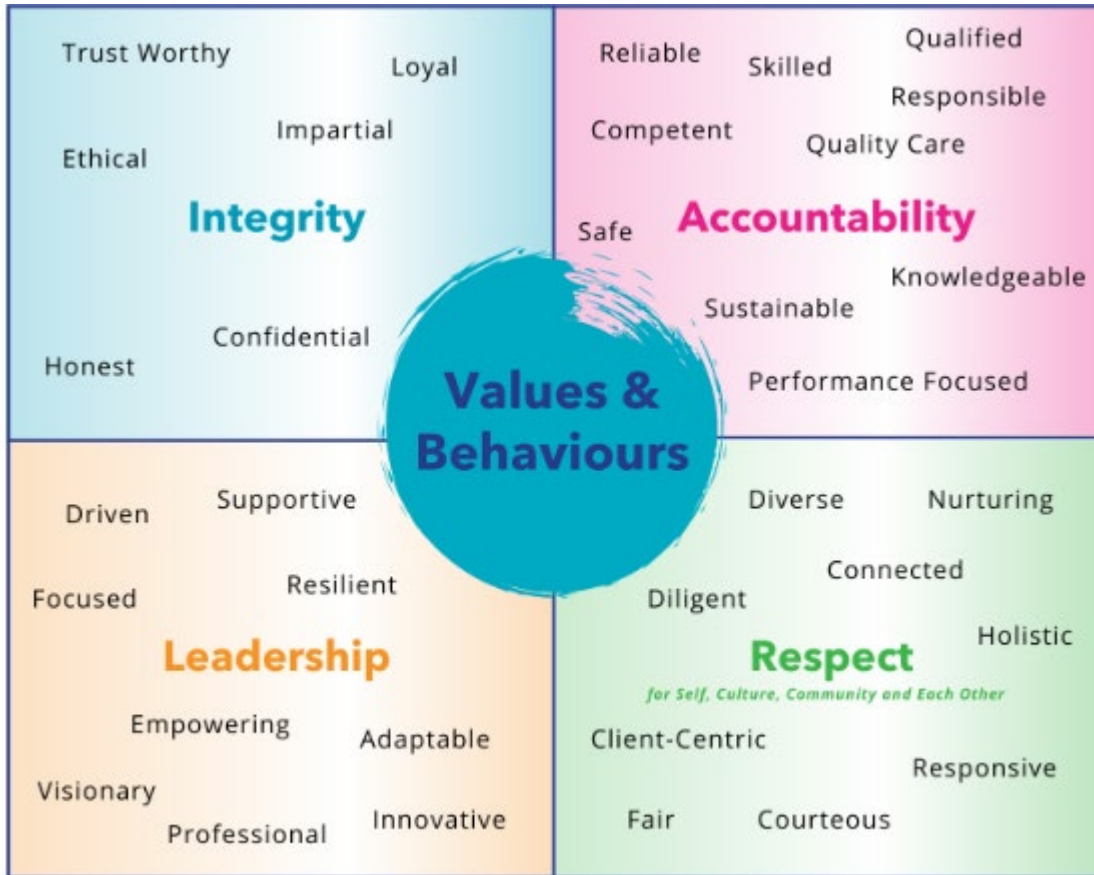 Trust Worthy
Loyal
Impartial
Ethical
Integrity
Confidential
Honest
Reliable
Skilled
Qualified
Responsible
Competent
Quality Care
Safe
Accountability
Knowledgeable
Sustainable
Performance Focused
Values &
Behaviours
Driven
Supportive
Focused
Resilient
Leadership
Empowering
Adaptable
Visionary
Professional
Innovative
Diverse
Nurturing
Connected
Diligent
Holistic
Respect
for Self, Culture, Community and Each Other
Client-Centric
Responsive
Fair
Courteous